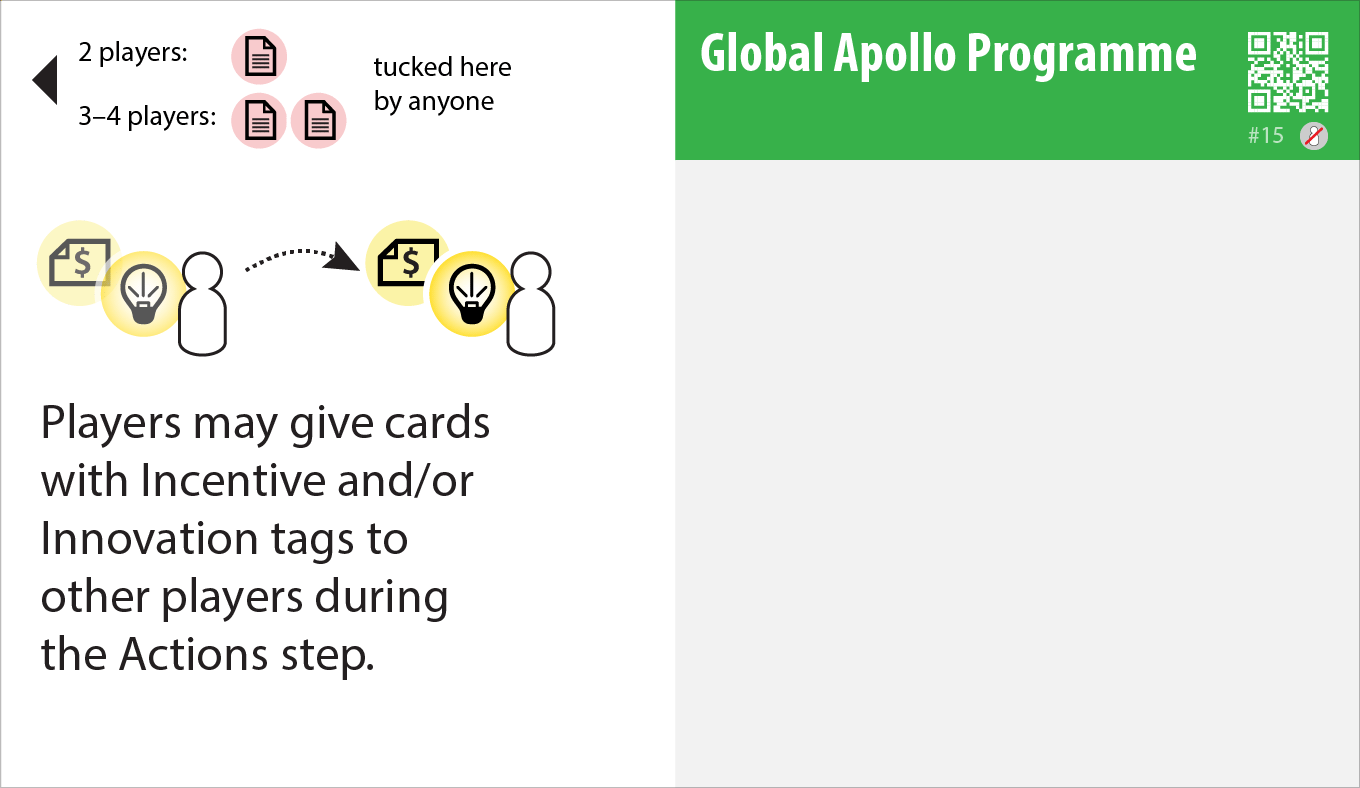 2 players:
3–4 players:
tucked here
by anyone
$
$
Players may give cards
with Incentive and/or
Innovation tags to
other players during
the Actions step.
Global Apollo Programme
#15